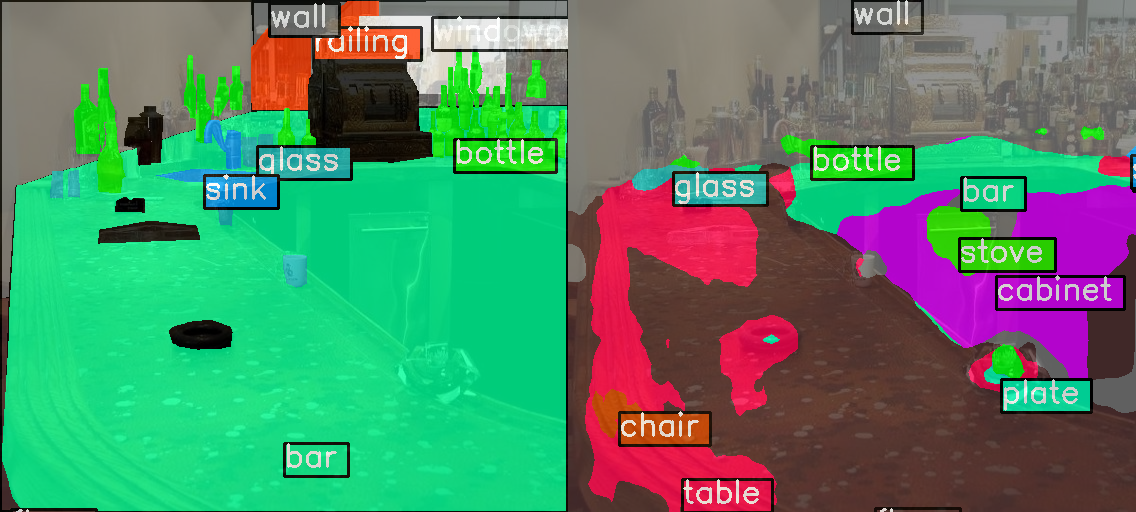 wall
railing
glass
sink
bottle
bar
wall
bottle
glass
bar
stove
cabinet
plate
chair
table